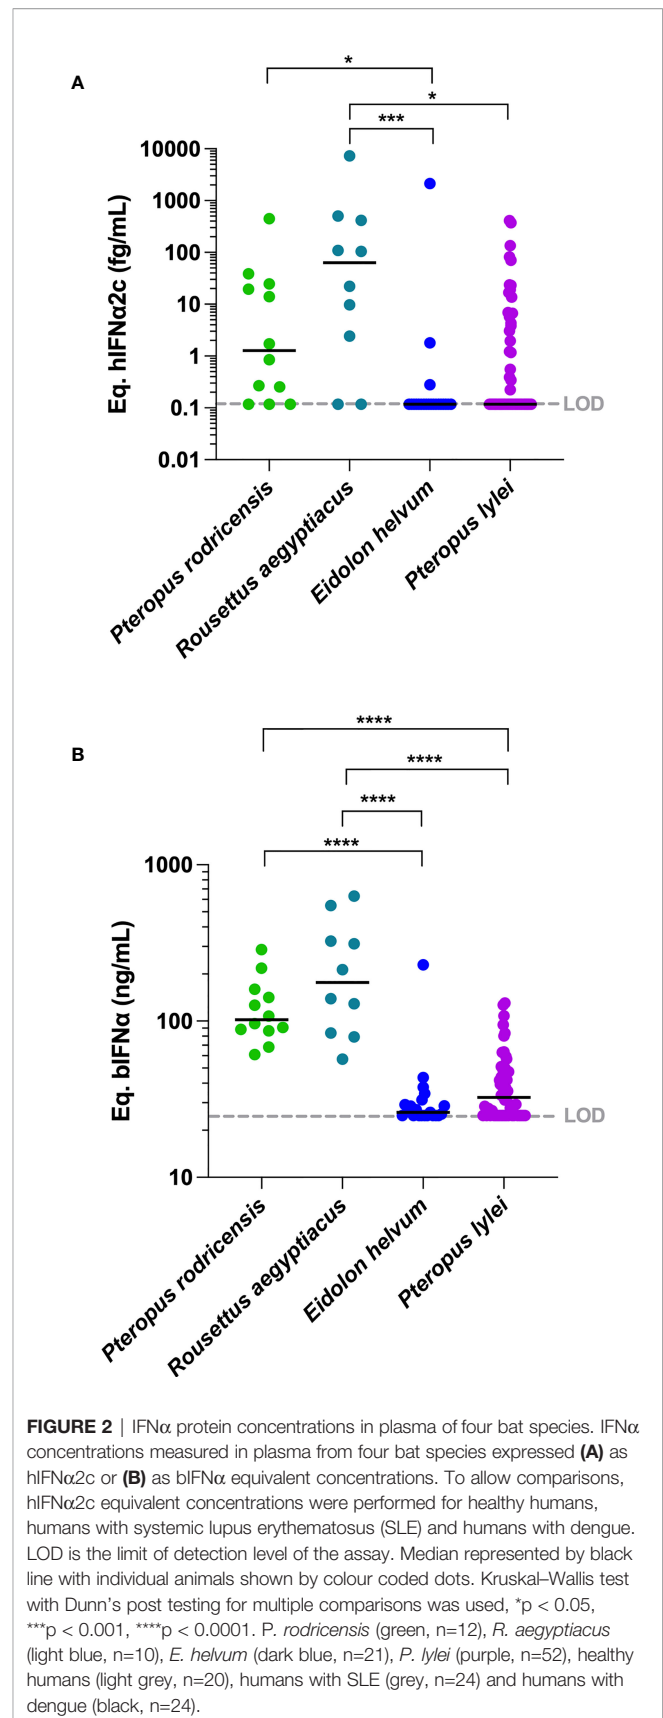 A
*
*
***
10000
1000
100
10
1
0.1
0.01
Eq. hIFNα2c (fg/mL)
LOD
Pteropus rodricensis
Rousettus aegyptiacus
Eidolon helvum
Pteropus lylei
B
****
****
****
****
1000
100
10
Eq. bIFNα (ng/mL)
LOD
Pteropus rodricensis
Rousettus aegyptiacus
Eidolon helvum
Pteropus lylei
FIGURE 2 | IFNα protein concentrations in plasma of four bat species. IFNα
concentrations measured in plasma from four bat species expressed (A) as
hIFNα2c or (B) as bIFNα equivalent concentrations. To allow comparisons,
hIFNα2c equivalent concentrations were performed for healthy humans,
humans with systemic lupus erythematosus (SLE) and humans with dengue.
LOD is the limit of detection level of the assay. Median represented by black
line with individual animals shown by colour coded dots. Kruskal–Wallis test
with Dunn's post testing for multiple comparisons was used, *p < 0.05,
***p < 0.001, ****p < 0.0001. P. rodricensis (green, n=12), R. aegyptiacus
(light blue, n=10), E. helvum (dark blue, n=21), P. lylei (purple, n=52), healthy
humans (light grey, n=20), humans with SLE (grey, n=24) and humans with
dengue (black, n=24).